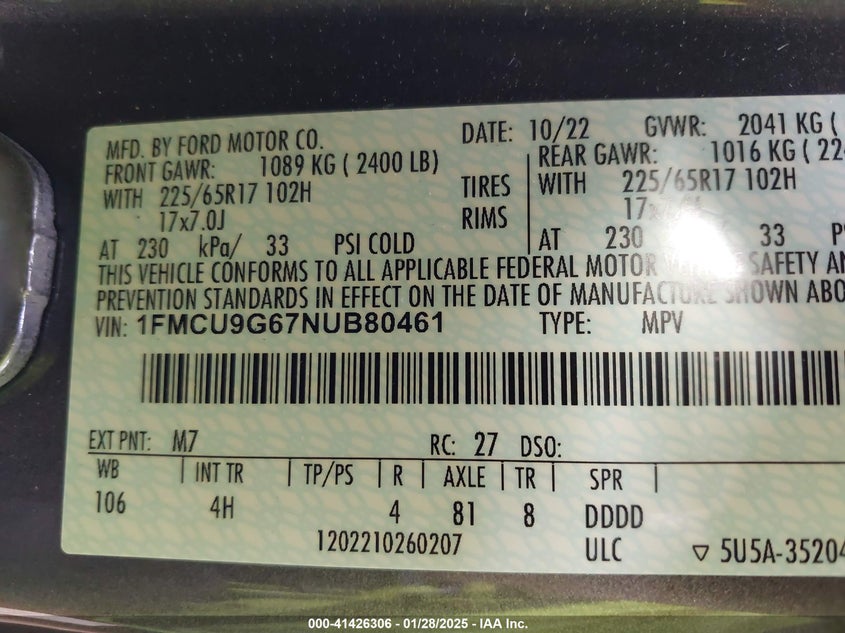 MFD. BY FORD MOTOR CO. DATE: 10/22 GVWR: 2041 KG (
FRONT GAWR: 1089 KG ( 2400 LB) REAR GAWR: 1016 KG ( 22
WITH 225/65R17 102H TIRES WITH 225/65R17 102H
17x7.0J RIMS
AT 230 kPa/ 33 PSI COLD AT 230 33
THIS VEHICLE CONFORMS TO ALL APPLICABLE FEDERAL MOTOR SAFETY AN
PREVENTION STANDARDS IN EFFECT ON THE DATE OF MANUFACTURE SHOWN ABO
VIN: 1FMCU9G67NUB80461 TYPE: MPV
EXT PNT: M7 RC: 27 DSO:
WB INT TR TP/PS R AXLE TR SPR
106 4H 4 81 8 DDDD
1202210260207 ULC ▽ 5U5A-35204
000-41426306 - 01/28/2025 - IAA Inc.